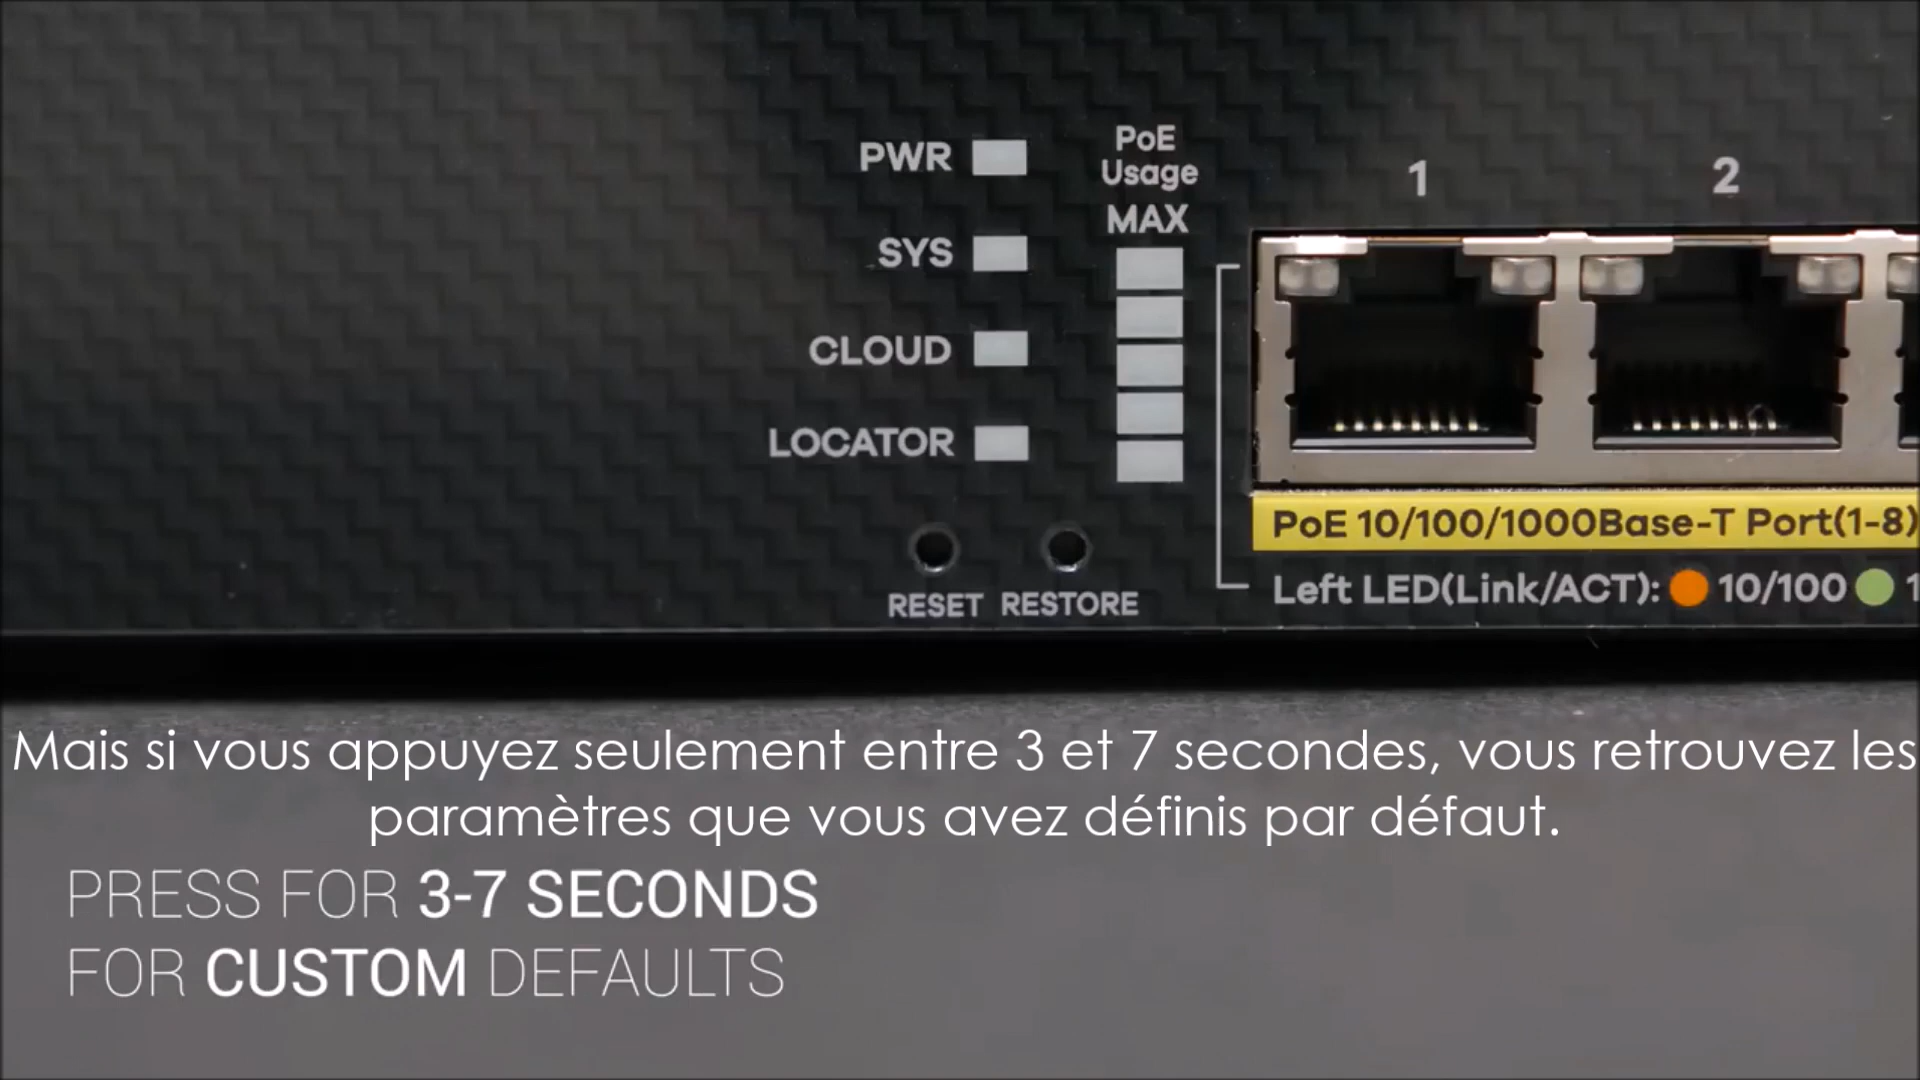 PWR
SYS
CLOUD
LOCATOR
PoE
Usage
MAX
1
2
RESET RESTORE
PoE 10/100/1000Base-T Port(1-8)
Left LED(Link/ACT): 10/100 1
Mais si vous appuyez seulement entre 3 et 7 secondes, vous retrouvez les
paramètres que vous avez définis par défaut.
PRESS FOR 3-7 SECONDS
FOR CUSTOM DEFAULTS